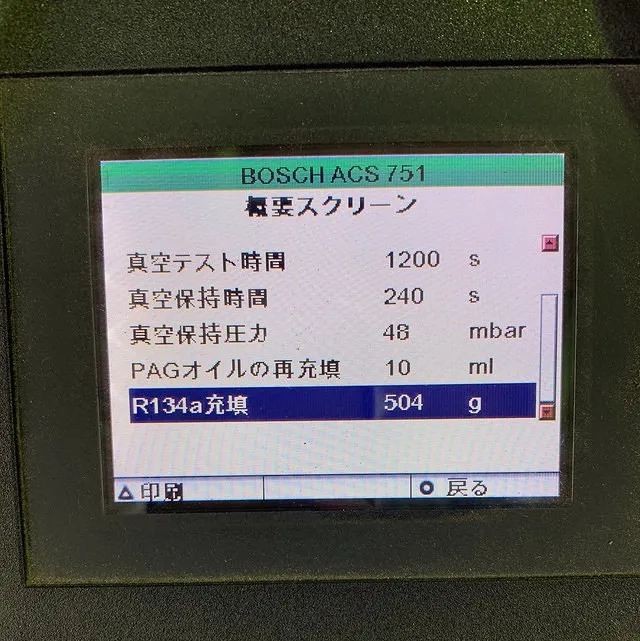 BOSCH ACS 751
概要スクリーン
真空テスト時間 1200 s
真空保持時間 240 s
真空保持圧力 48 mbar
PAGオイルの再充填 10 ml
R134a充填 504 g
印刷 戻る